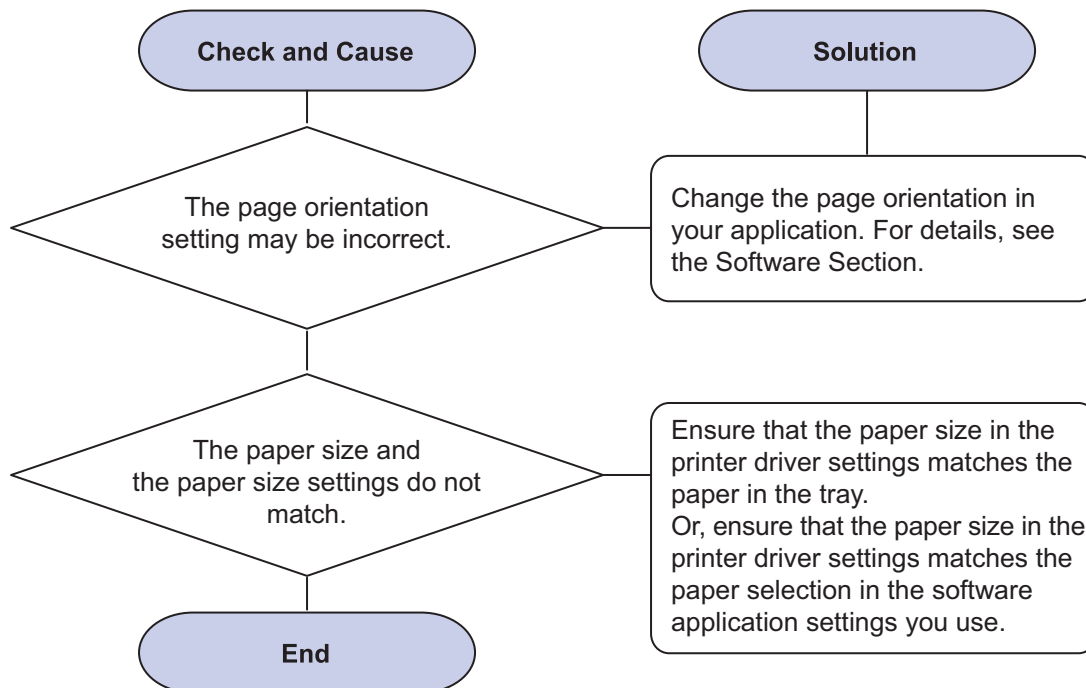 Check and Cause
Solution
The page orientation
setting may be incorrect.
Change the page orientation in
your application. For details, see
the Software Section.
The paper size and
the paper size settings do not
match.
Ensure that the paper size in the
printer driver settings matches the
paper in the tray.
Or, ensure that the paper size in the
printer driver settings matches the
paper selection in the software
application settings you use.
End